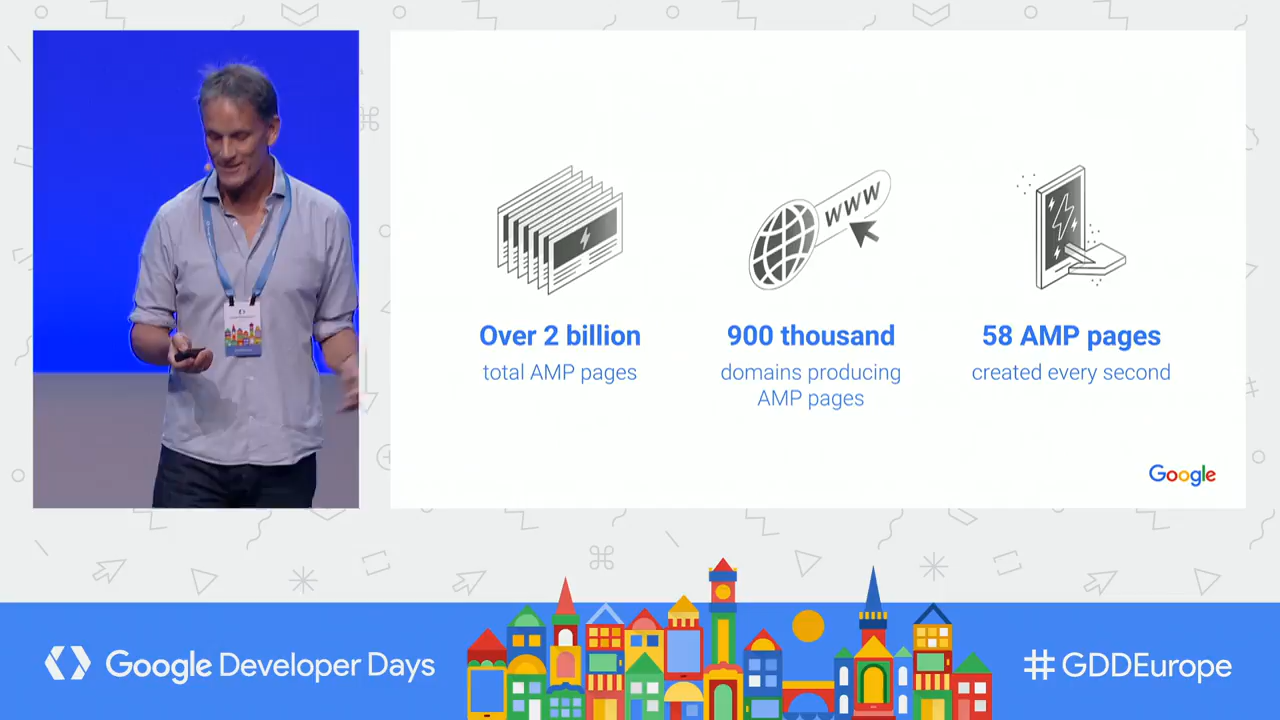 WWW
Over 2 billion
total AMP pages
900 thousand
domains producing
AMP pages
58 AMP pages
created every second
Google
Google Developer Days
#GDDEurope